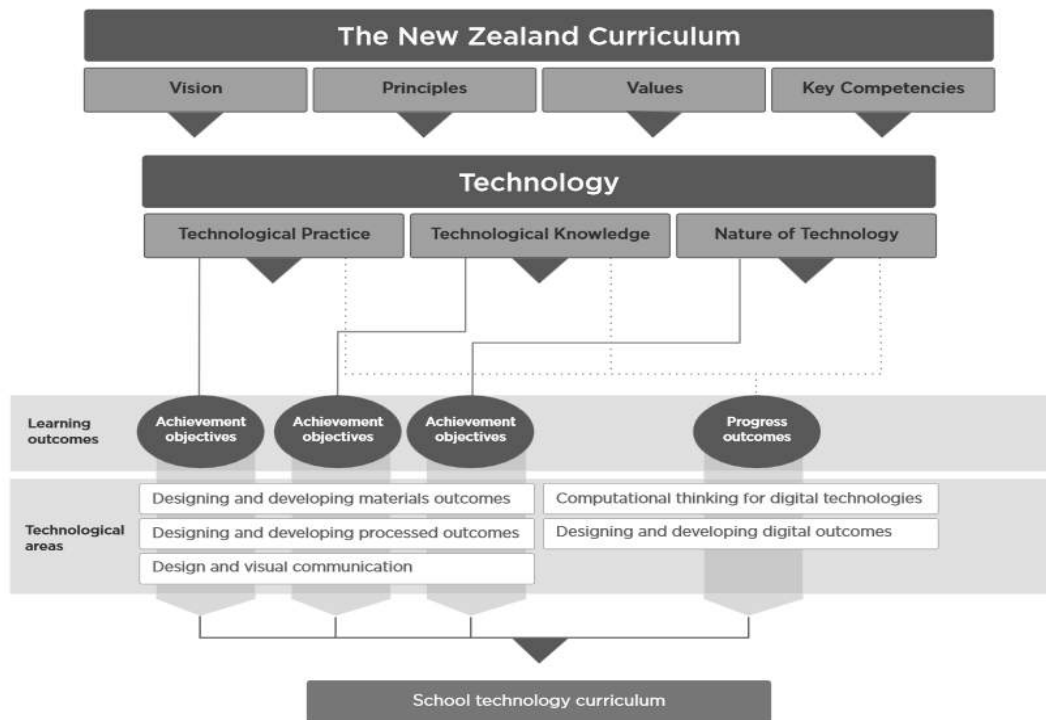 The New Zealand Curriculum
Vision
Principles
Values
Key Competencies
Technology
Technological Practice
Technological Knowledge
Nature of Technology
Learning
outcomes
Achievement
objectives
Achievement
objectives
Achievement
objectives
Progress
outcomes
Technological
areas
Designing and developing materials outcomes
Designing and developing processed outcomes
Design and visual communication
Computational thinking for digital technologies
Designing and developing digital outcomes
School technology curriculum